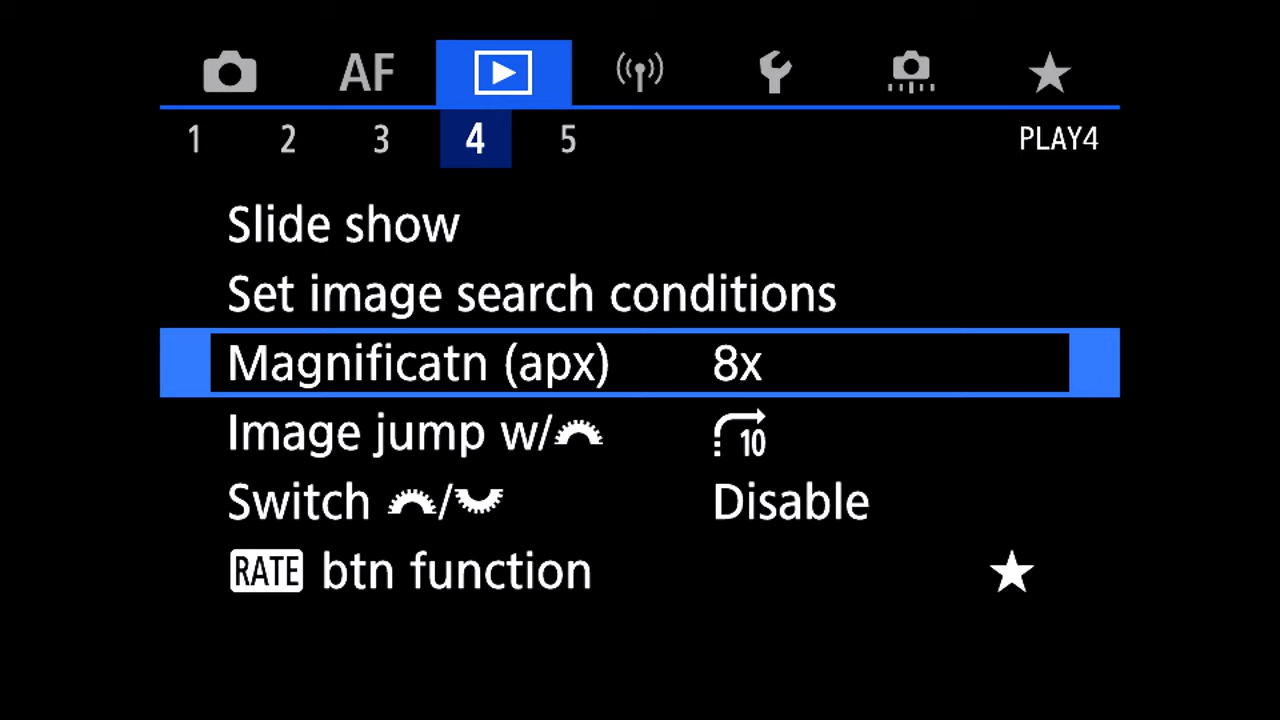 AF
1 2 3 4 5 PLAY4
Slide show
Set image search conditions
Magnificatn (apx) 8x
Image jump w/ 10
Switch / Disable
RATE btn function